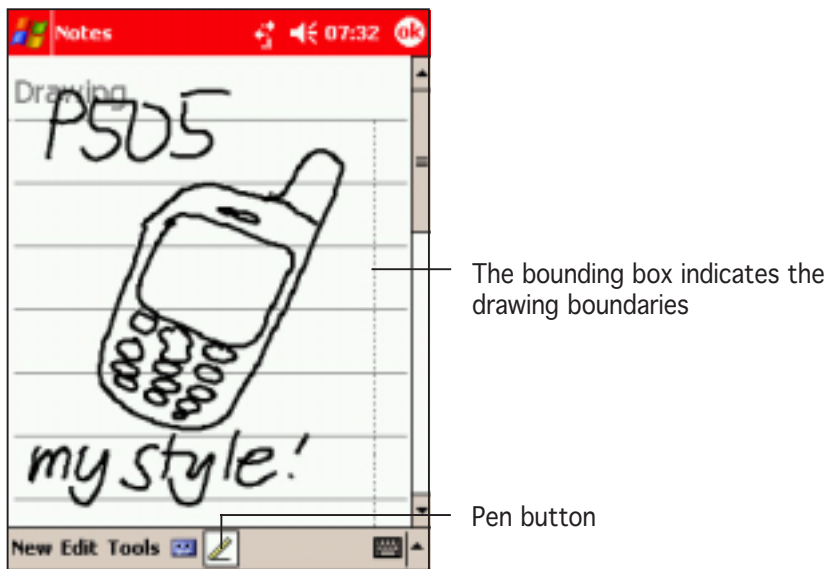 Notes 07:32 ok
Drawing
P505
The bounding box indicates the
drawing boundaries
my style!
Pen button
New Edit Tools